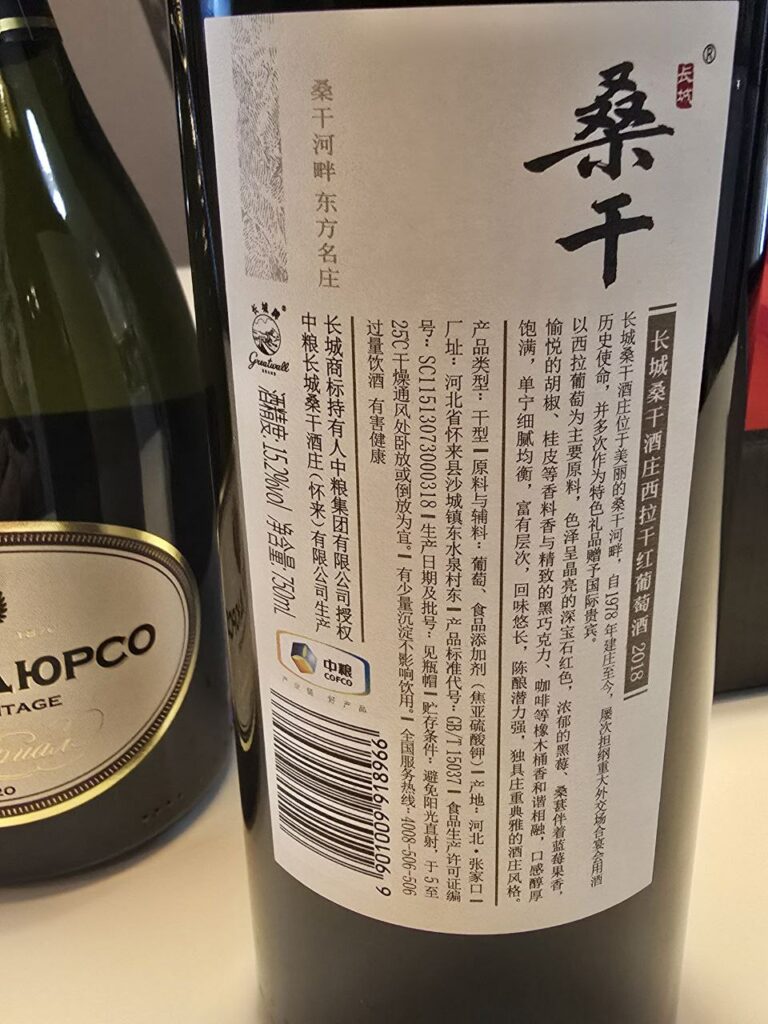 长城
®
桑干
长城桑干酒庄西拉干红葡萄酒 2018
长城桑干酒庄位于美丽的桑干河畔，自1978年建庄至今，屡次担纲重大外交场合宴会用酒
历史使命，并多次作为特色礼品赠予国际贵宾。
以西拉葡萄为主要原料，色泽呈晶亮的深宝石红色，浓郁的黑莓、桑葚伴着蓝莓果香，
愉悦的胡椒、桂皮等香料香与精致的黑巧克力、咖啡等橡木桶香和谐相融，口感醇厚
饱满，单宁细腻均衡，富有层次，回味悠长，陈酿潜力强，独具庄重典雅的酒庄风格。
产品类型：干型 | 原料与辅料：葡萄、食品添加剂（焦亚硫酸钾） | 产地：河北·张家口 |
厂址：河北省怀来县沙城镇东水泉村东 | 产品标准代号：GB/T 15037 | 食品生产许可证编
号：SC11513073000318 | 生产日期及批号：见瓶帽 | 贮存条件：避免阳光直射，于5至
25℃干燥通风处卧放或倒放为宜。 | 有少量沉淀不影响饮用。 | 全国服务热线：4008-506-506
过量饮酒 有害健康
桑干河畔 东方名庄
长城商标持有人中粮集团有限公司授权
中粮长城桑干酒庄（怀来）有限公司生产
长城牌®
Greatwall
BRAND
酒精度：15.2%vol 净含量：750mL
中粮
COFCO
产业链 好产品
6 901009 918966
ДЮРСО
ITAGE
20